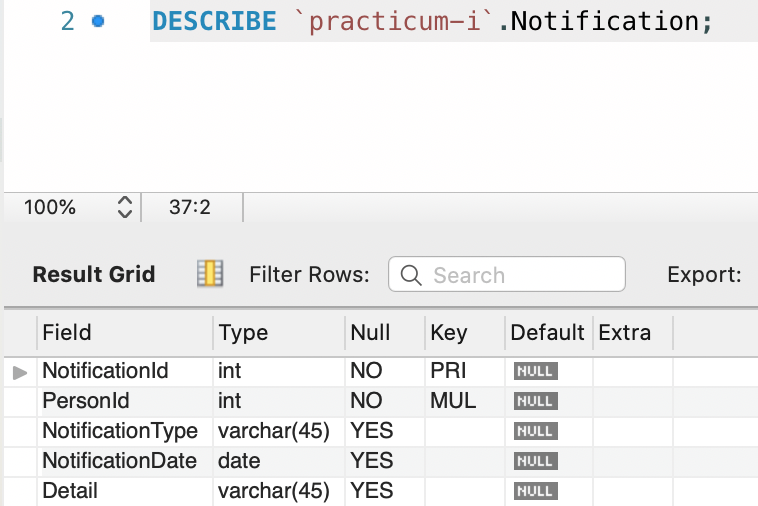 2 DESCRIBE `practicum-i`.Notification;
100% 37:2
Result Grid Filter Rows: Search Export:
Field Type Null Key Default Extra
NotificationId int NO PRI NULL
PersonId int NO MUL NULL
NotificationType varchar(45) YES NULL
NotificationDate date YES NULL
Detail varchar(45) YES NULL